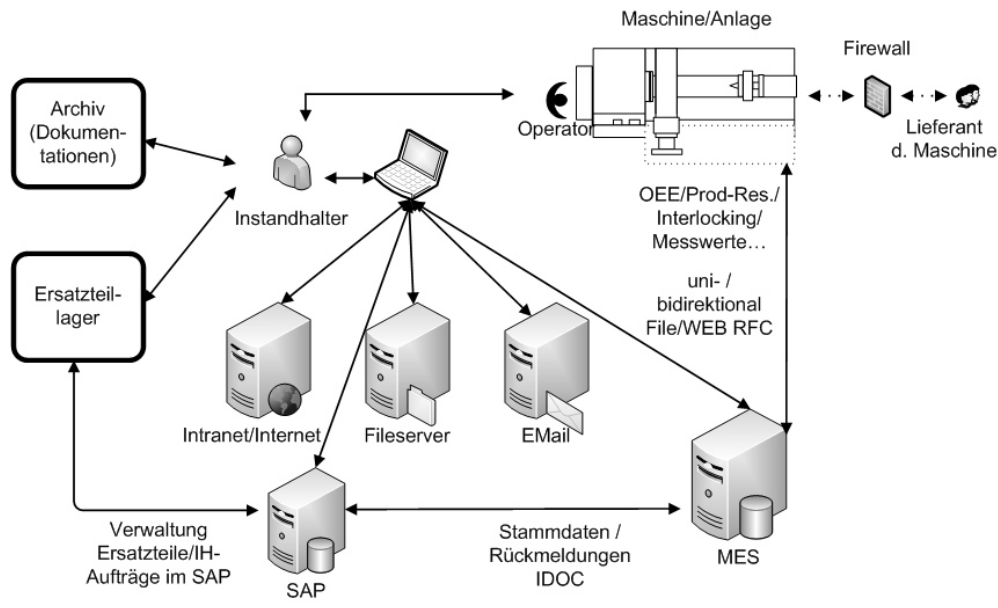 Maschine/Anlage
Firewall
Archiv
(Dokumen-
tationen)
Operator
Lieferant
d. Maschine
Instandhalter
OEE/Prod-Res./
Interlocking/
Messwerte…
uni- /
bidirektional
File/WEB RFC
Ersatzteil-
lager
Intranet/Internet
Fileserver
EMail
Verwaltung
Ersatzteile/IH-
Aufträge im SAP
SAP
Stammdaten /
Rückmeldungen
IDOC
MES